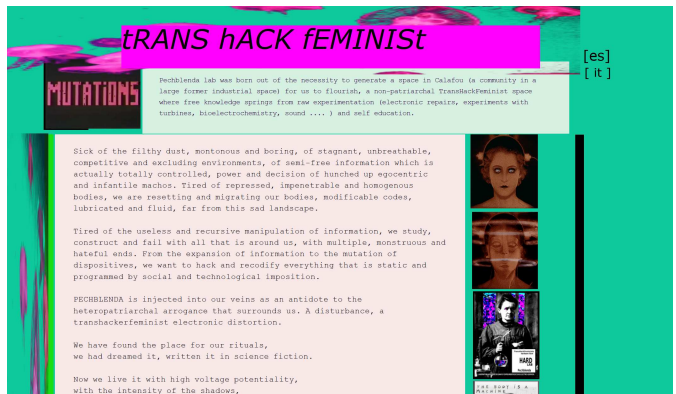 tRANS hACK fEMINISt
[es]
[ it ]
MUTATIONS
Pechblenda lab was born out of the necessity to generate a space in Calafou (a community in a
large former industrial space) for us to flourish, a non-patriarchal TransHackFeminist space
where free knowledge springs from raw experimentation (electronic repairs, experiments with
turbines, bioelectrochemistry, sound .... ) and self education.
Sick of the filthy dust, montonous and boring, of stagnant, unbreathable,
competitive and excluding environments, of semi-free information which is
actually totally controlled, power and decision of hunched up egocentric
and infantile machos. Tired of repressed, impenetrable and homogenous
bodies, we are resetting and migrating our bodies, modificable codes,
lubricated and fluid, far from this sad landscape.
Tired of the useless and recursive manipulation of information, we study,
construct and fail with all that is around us, with multiple, monstruous and
hateful ends. From the expansion of information to the mutation of
dispositives, we want to hack and recodify everything that is static and
programmed by social and technological imposition.
PECHBLENDA is injected into our veins as an antidote to the
heteropatriarchal arrogance that surrounds us. A disturbance, a
transhackerfeminist electronic distortion.
We have found the place for our rituals,
we had dreamed it, written it in science fiction.
Now we live it with high voltage potentiality,
with the intensity of the shadows,
HARD
THE BODY IS A
MACHINE